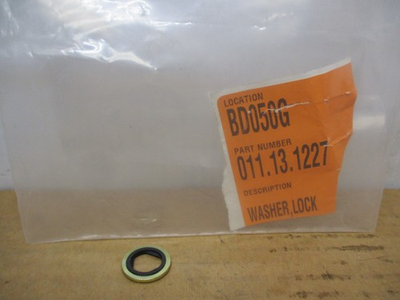 LOCATION
BD050G
PART NUMBER
011.13.1227
DESCRIPTION
WASHER,LOCK